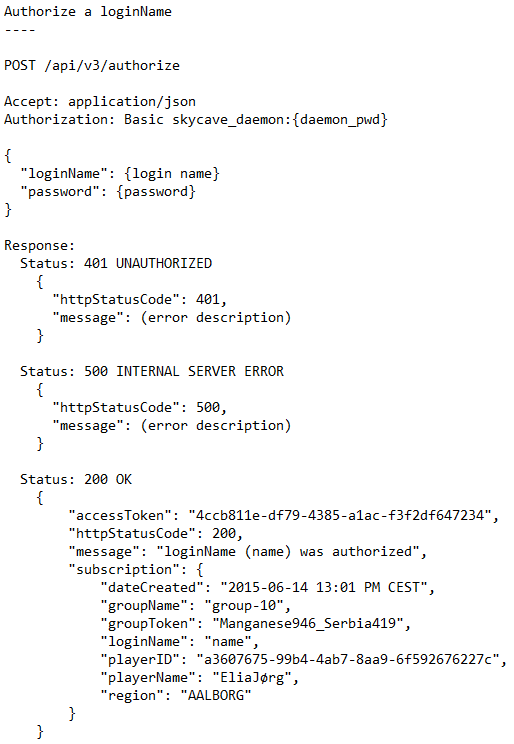 Authorize a loginName
----
POST /api/v3/authorize
Accept: application/json
Authorization: Basic skycave_daemon:{daemon_pwd}
{
"loginName": {login name}
"password": {password}
}
Response:
Status: 401 UNAUTHORIZED
{
"httpStatusCode": 401,
"message": (error description)
}
Status: 500 INTERNAL SERVER ERROR
{
"httpStatusCode": 500,
"message": (error description)
}
Status: 200 OK
{
"accessToken": "4ccb811e-df79-4385-a1ac-f3f2df647234",
"httpStatusCode": 200,
"message": "loginName (name) was authorized",
"subscription": {
"dateCreated": "2015-06-14 13:01 PM CEST",
"groupName": "group-10",
"groupToken": "Manganese946_Serbia419",
"loginName": "name",
"playerID": "a3607675-99b4-4ab7-8aa9-6f592676227c",
"playerName": "EliaJørg",
"region": "AALBORG"
}
}